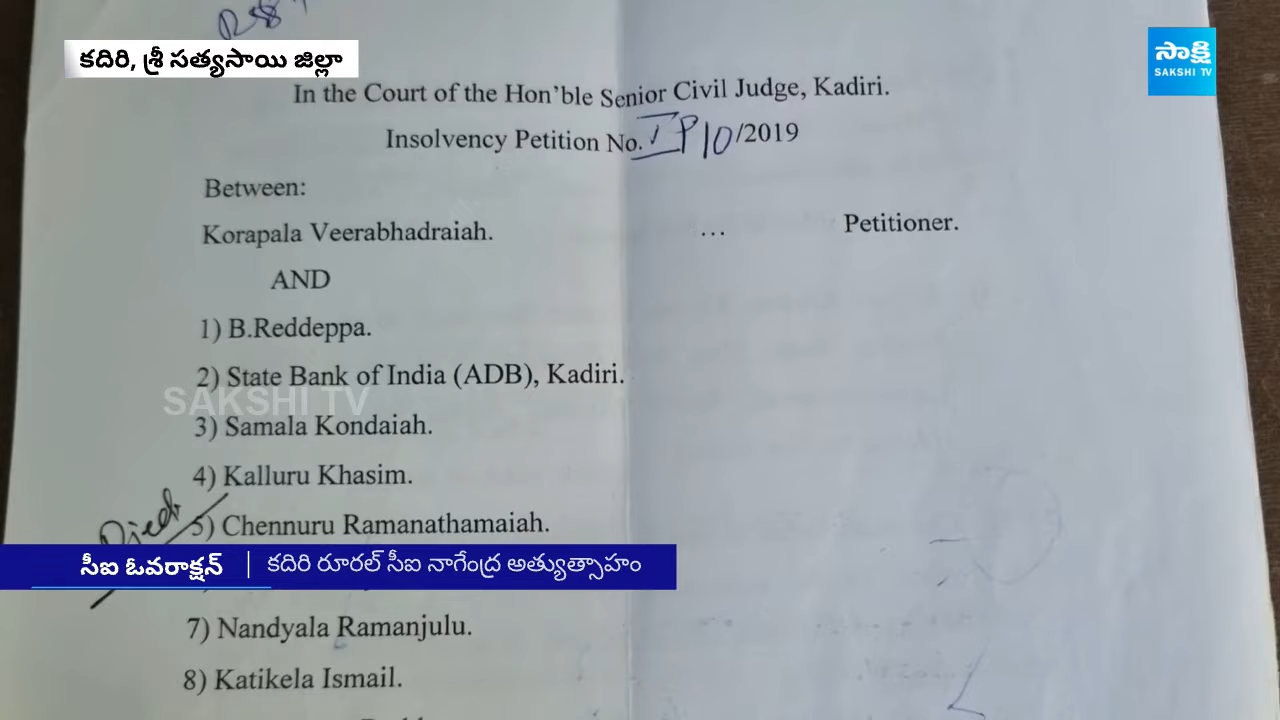 కదిరి, శ్రీ సత్యసాయి జిల్లా
సాక్షి
SAKSHI TV
In the Court of the Hon'ble Senior Civil Judge, Kadiri.
Insolvency Petition No. IP 10/2019
Between:
Korapala Veerabhadraiah. ... Petitioner.
AND
1) B.Reddeppa.
2) State Bank of India (ADB), Kadiri.
SAKSHI TV
3) Samala Kondaiah.
4) Kalluru Khasim.
Died
5) Chennuru Ramanathamaiah.
సీఐ ఓవరాక్షన్ | కదిరి రూరల్ సీఐ నాగేంద్ర అత్యుత్సాహం
7) Nandyala Ramanjulu.
8) Katikela Ismail.